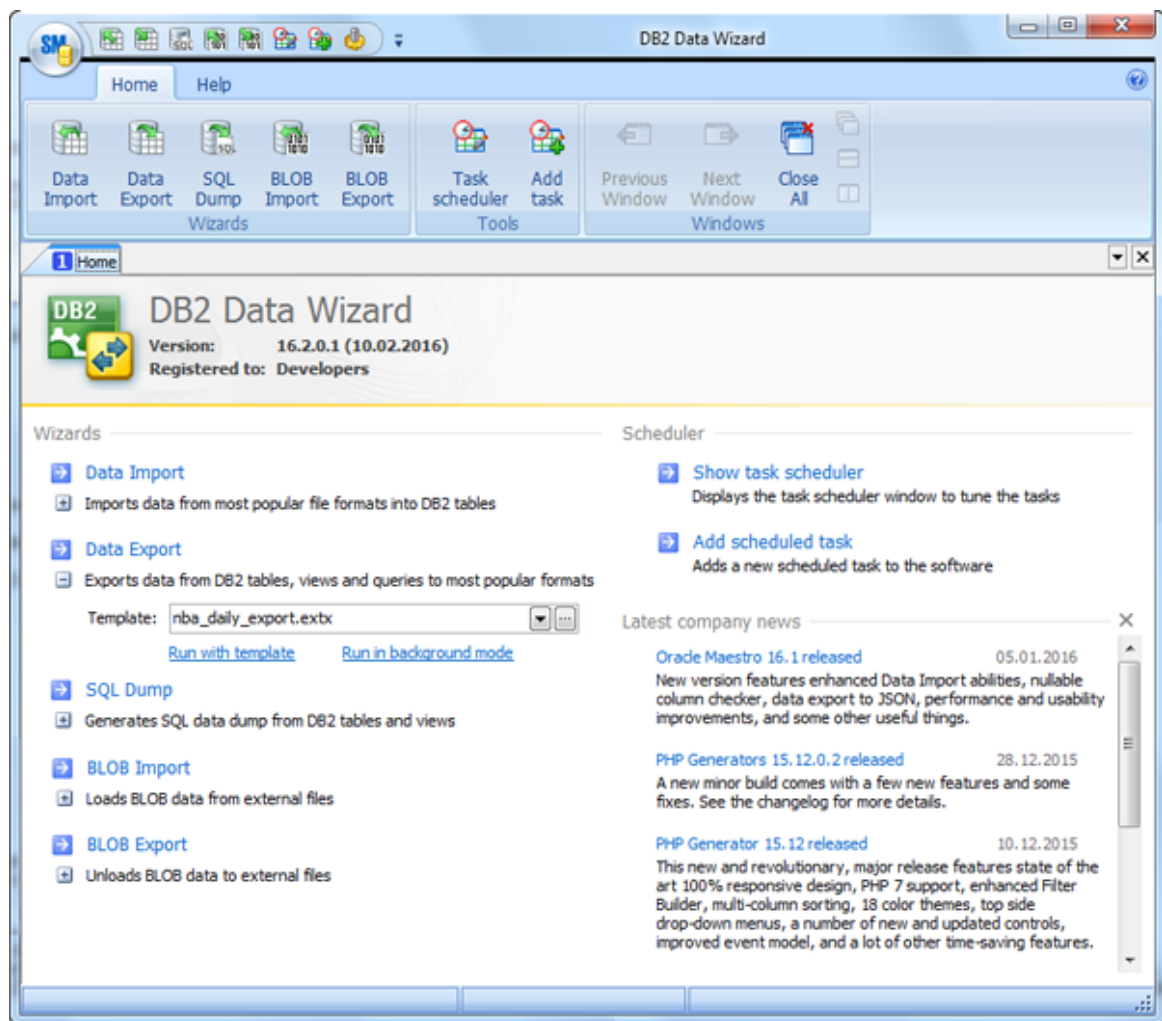 SM
DB2 Data Wizard
Home Help
Data Import
Data Export
SQL Dump
BLOB Import
BLOB Export
Task scheduler
Add task
Previous Window
Next Window
Close All
Wizards
Tools
Windows
1 Home
DB2
DB2 Data Wizard
Version: 16.2.0.1 (10.02.2016)
Registered to: Developers
Wizards
Data Import
Imports data from most popular file formats into DB2 tables
Data Export
Exports data from DB2 tables, views and queries to most popular formats
Template: nba_daily_export.extx
Run with template Run in background mode
SQL Dump
Generates SQL data dump from DB2 tables and views
BLOB Import
Loads BLOB data from external files
BLOB Export
Unloads BLOB data to external files
Scheduler
Show task scheduler
Displays the task scheduler window to tune the tasks
Add scheduled task
Adds a new scheduled task to the software
Latest company news
Oracle Maestro 16.1 released 05.01.2016
New version features enhanced Data Import abilities, nullable
column checker, data export to JSON, performance and usability
improvements, and some other useful things.
PHP Generators 15.12.0.2 released 28.12.2015
A new minor build comes with a few new features and some
fixes. See the changelog for more details.
PHP Generator 15.12 released 10.12.2015
This new and revolutionary, major release features state of the
art 100% responsive design, PHP 7 support, enhanced Filter
Builder, multi-column sorting, 18 color themes, top side
drop-down menus, a number of new and updated controls,
improved event model, and a lot of other time-saving features.